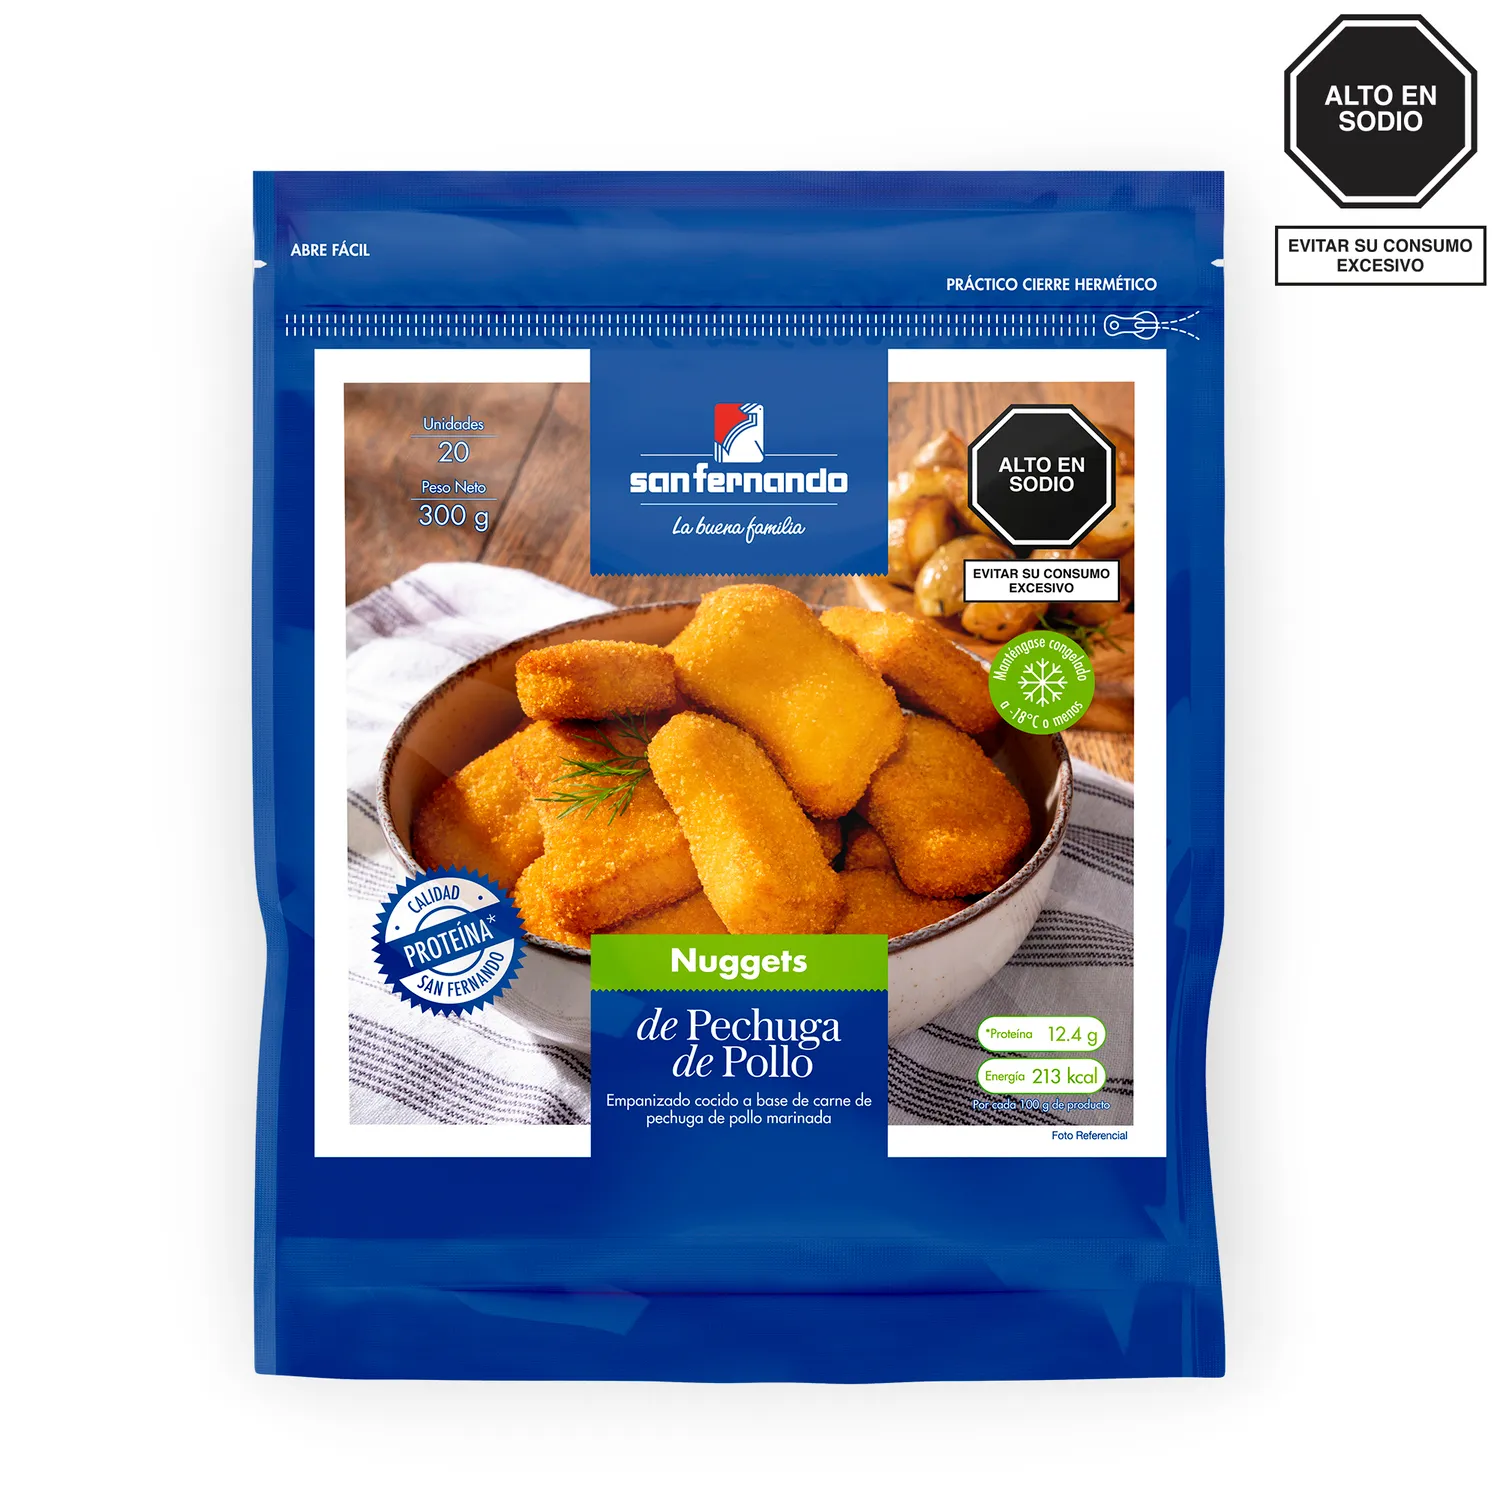 ALTO EN
SODIO
EVITAR SU CONSUMO
EXCESIVO
ABRE FÁCIL
PRÁCTICO CIERRE HERMÉTICO
Unidades
20
Peso Neto
300 g
sanfernando
La buena familia
ALTO EN
SODIO
EVITAR SU CONSUMO
EXCESIVO
Manténgase congelado
a -18°C o menos
CALIDAD
PROTEÍNA*
SAN FERNANDO
Nuggets
de Pechuga
de Pollo
Empanizado cocido a base de carne de
pechuga de pollo marinada
*Proteína 12.4 g
Energía 213 kcal
Por cada 100 g de producto
Foto Referencial